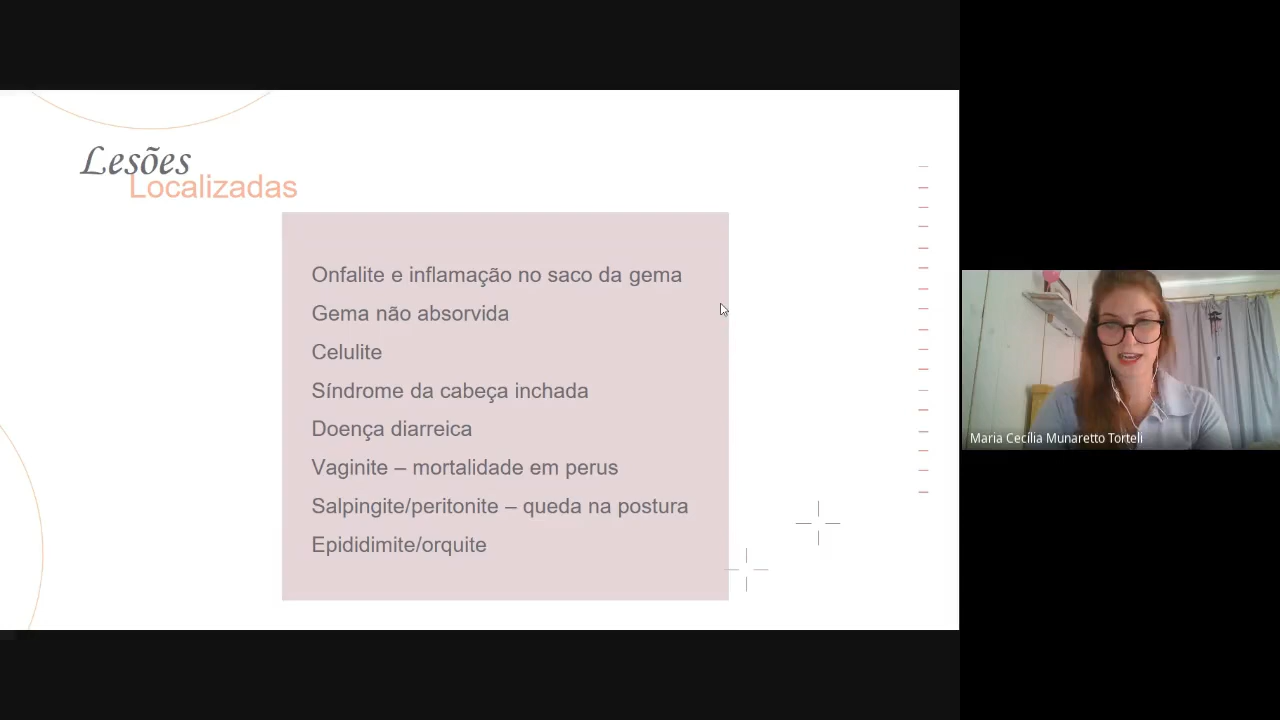 Lesões
Localizadas
Onfalite e inflamação no saco da gema
Gema não absorvida
Celulite
Síndrome da cabeça inchada
Doença diarreica
Vaginite – mortalidade em perus
Salpingite/peritonite – queda na postura
Epididimite/orquite
Maria Cecília Munaretto Torteli